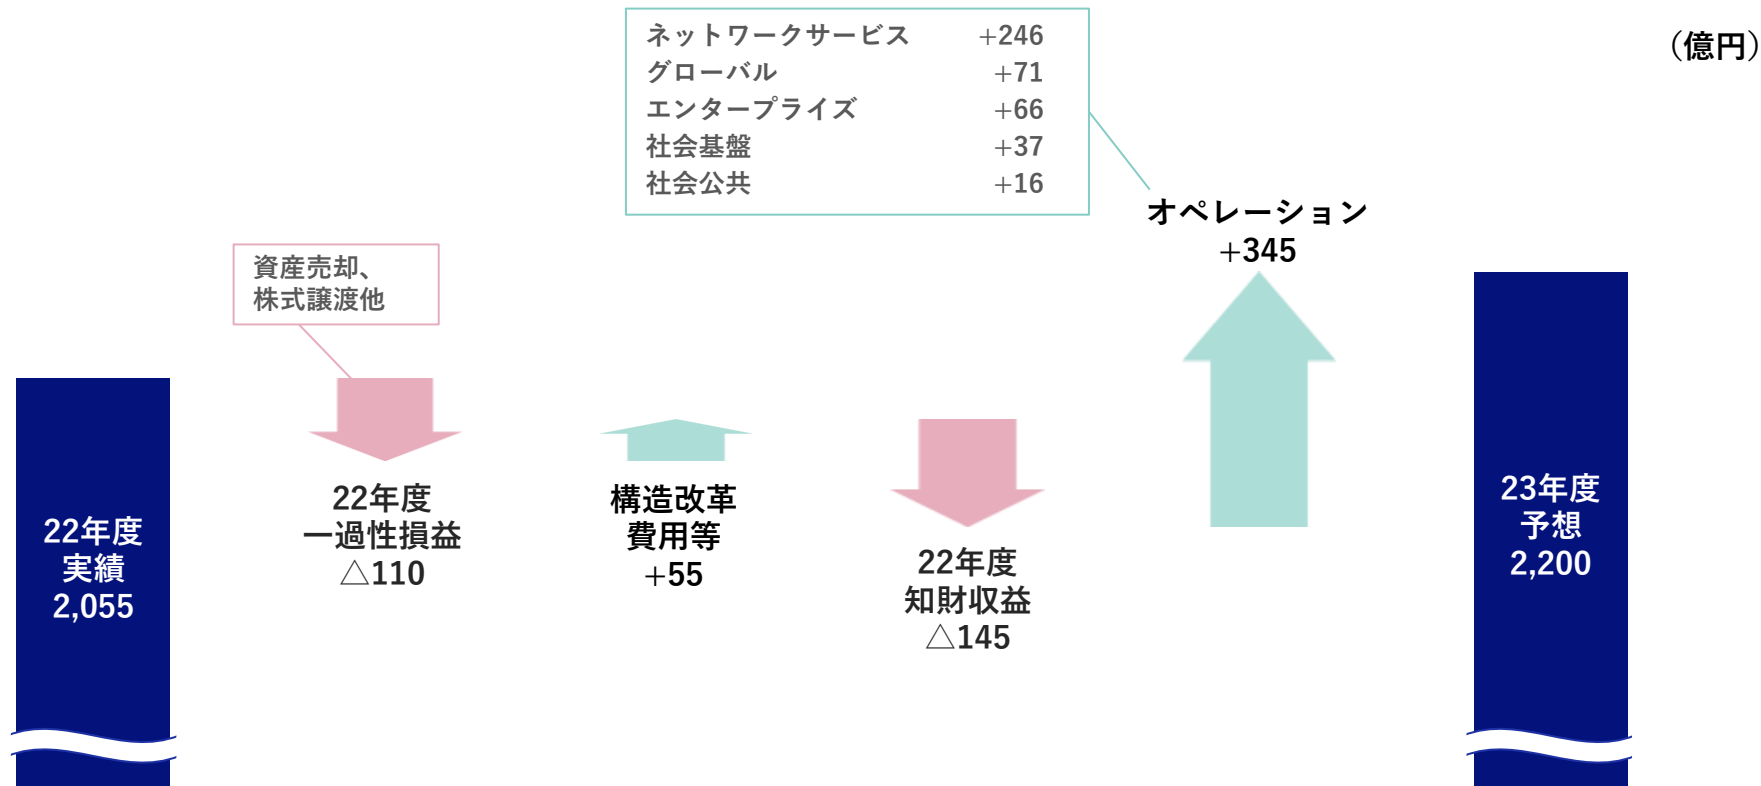 （億円）
ネットワークサービス +246
グローバル +71
エンタープライズ +66
社会基盤 +37
社会公共 +16
オペレーション
+345
資産売却、
株式譲渡他
22年度
実績
2,055
22年度
一過性損益
△110
構造改革
費用等
+55
22年度
知財収益
△145
23年度
予想
2,200